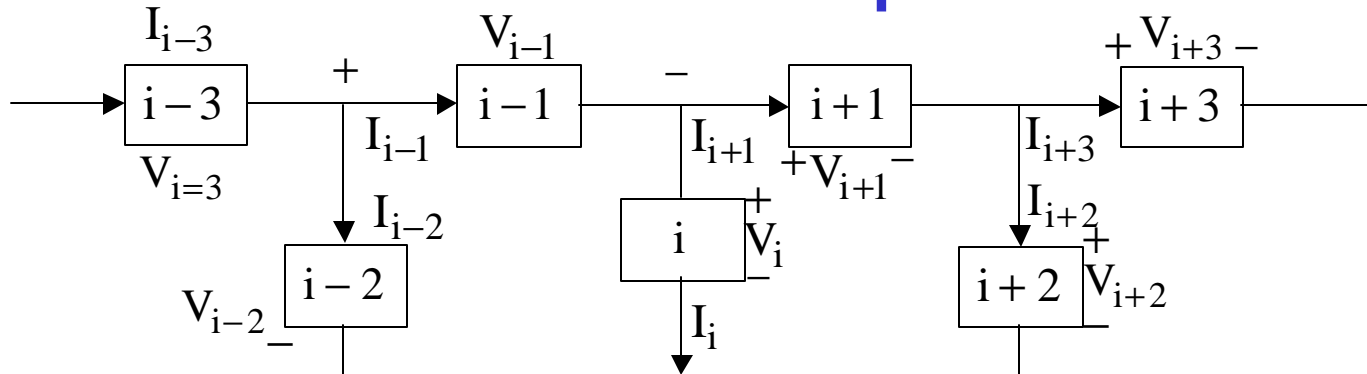 I_{i−3}
+
V_{i−1}
−
+ V_{i+3} −
i − 3
i − 1
i + 1
i + 3
V_{i=3}
I_{i−1}
I_{i+1}
+ V_{i+1} −
I_{i+3}
I_{i−2}
+
I_{i+2}
i
V_i
+
i − 2
−
i + 2
V_{i+2}
V_{i−2} −
I_i
−